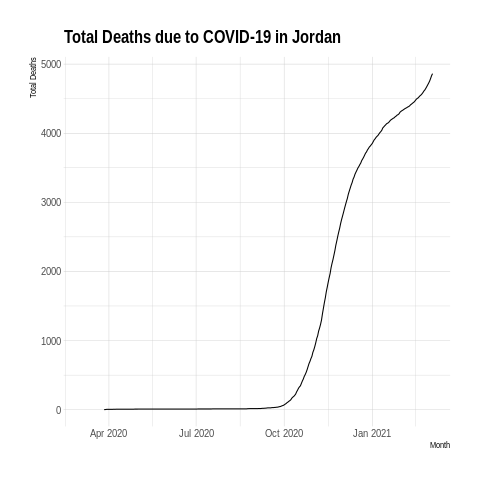 Total Deaths due to COVID-19 in Jordan
Total Deaths
5000
4000
3000
2000
1000
0
Apr 2020 Jul 2020 Oct 2020 Jan 2021
Month